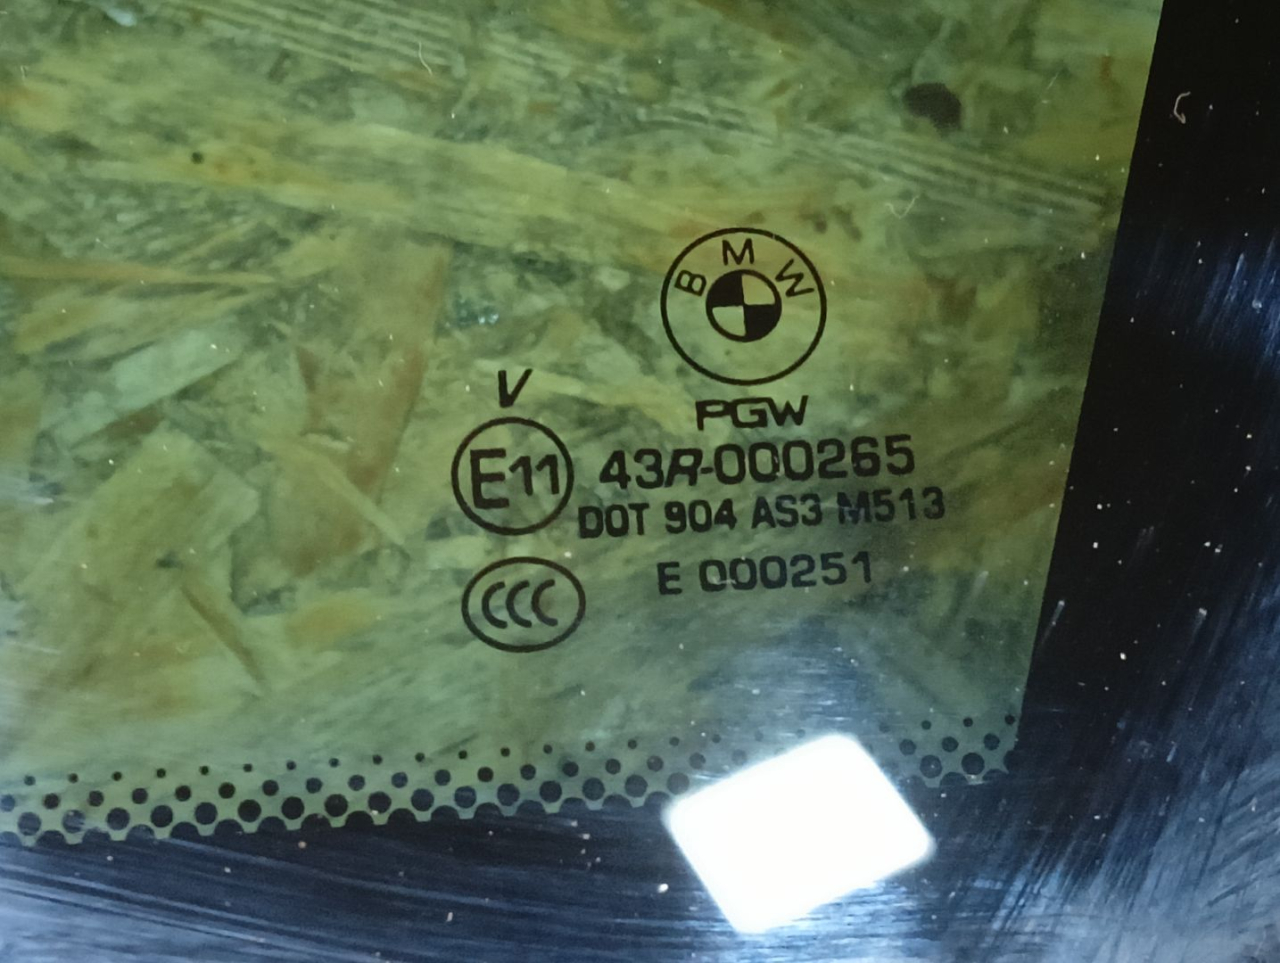 BMW
PGW
V
E11 43R-000265
DOT 904 AS3 M513
CCC E 000251